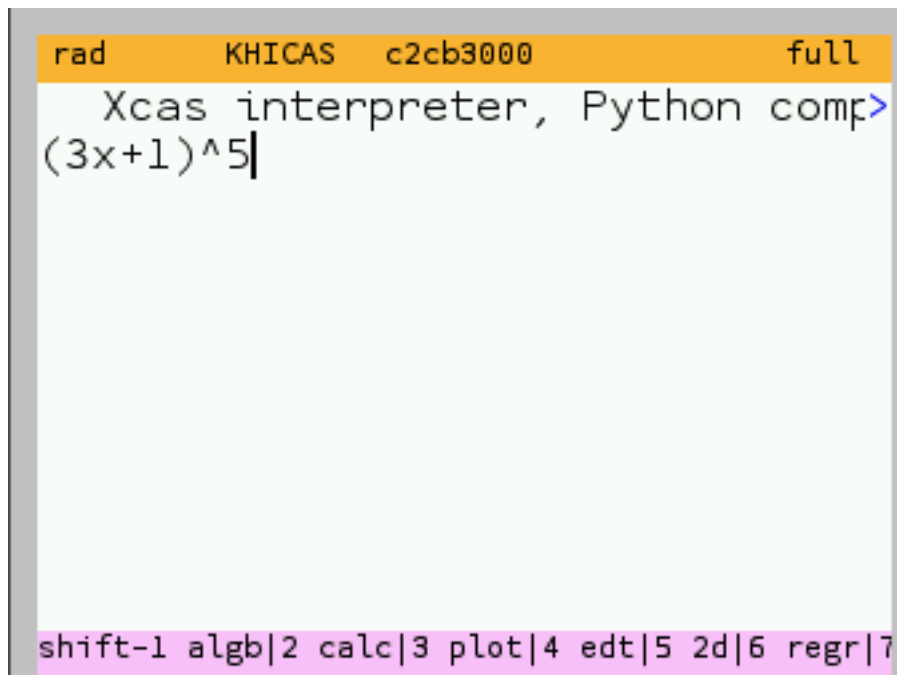 rad KHICAS c2cb3000 full
Xcas interpreter, Python comp>
(3x+1)^5
shift-1 algb|2 calc|3 plot|4 edt|5 2d|6 regr|7